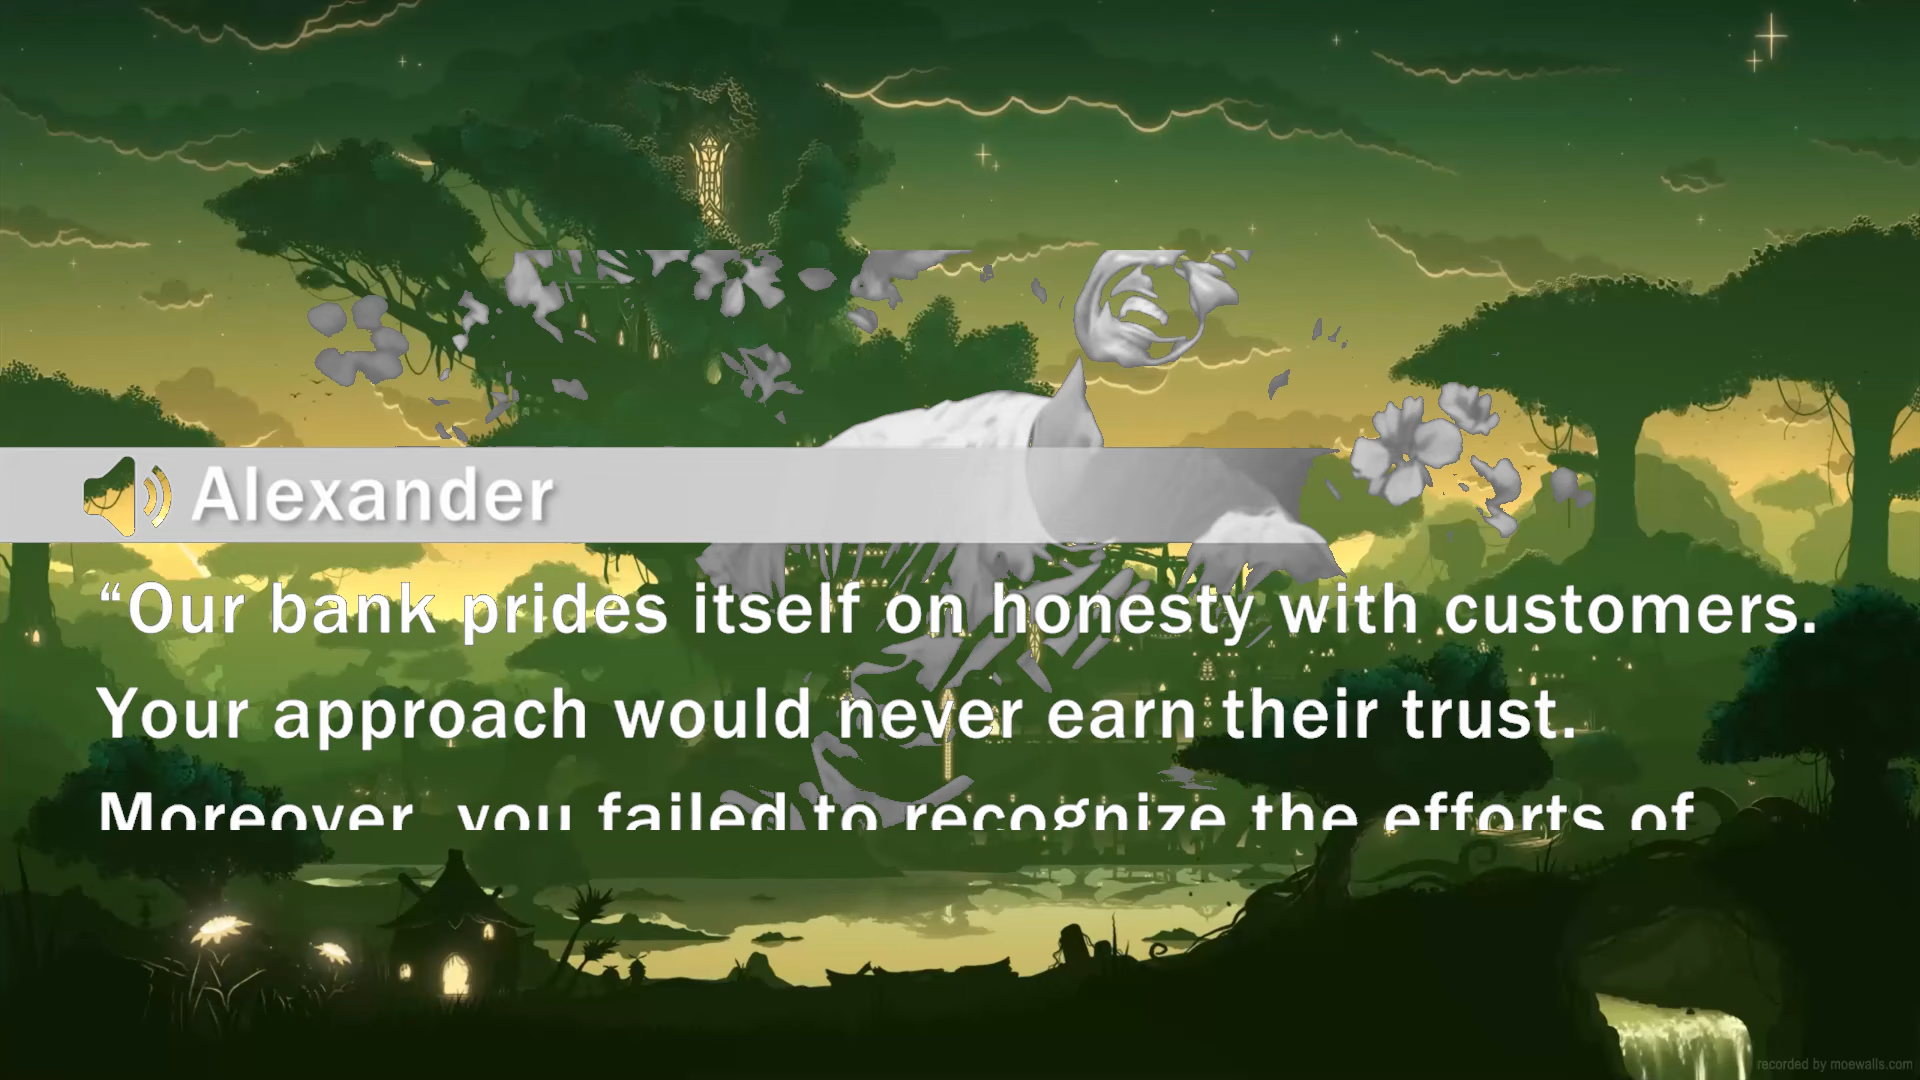 Alexander
“Our bank prides itself on honesty with customers.
Your approach would never earn their trust.
Moreover, you failed to recognize the efforts of
recorded by moewalls.com